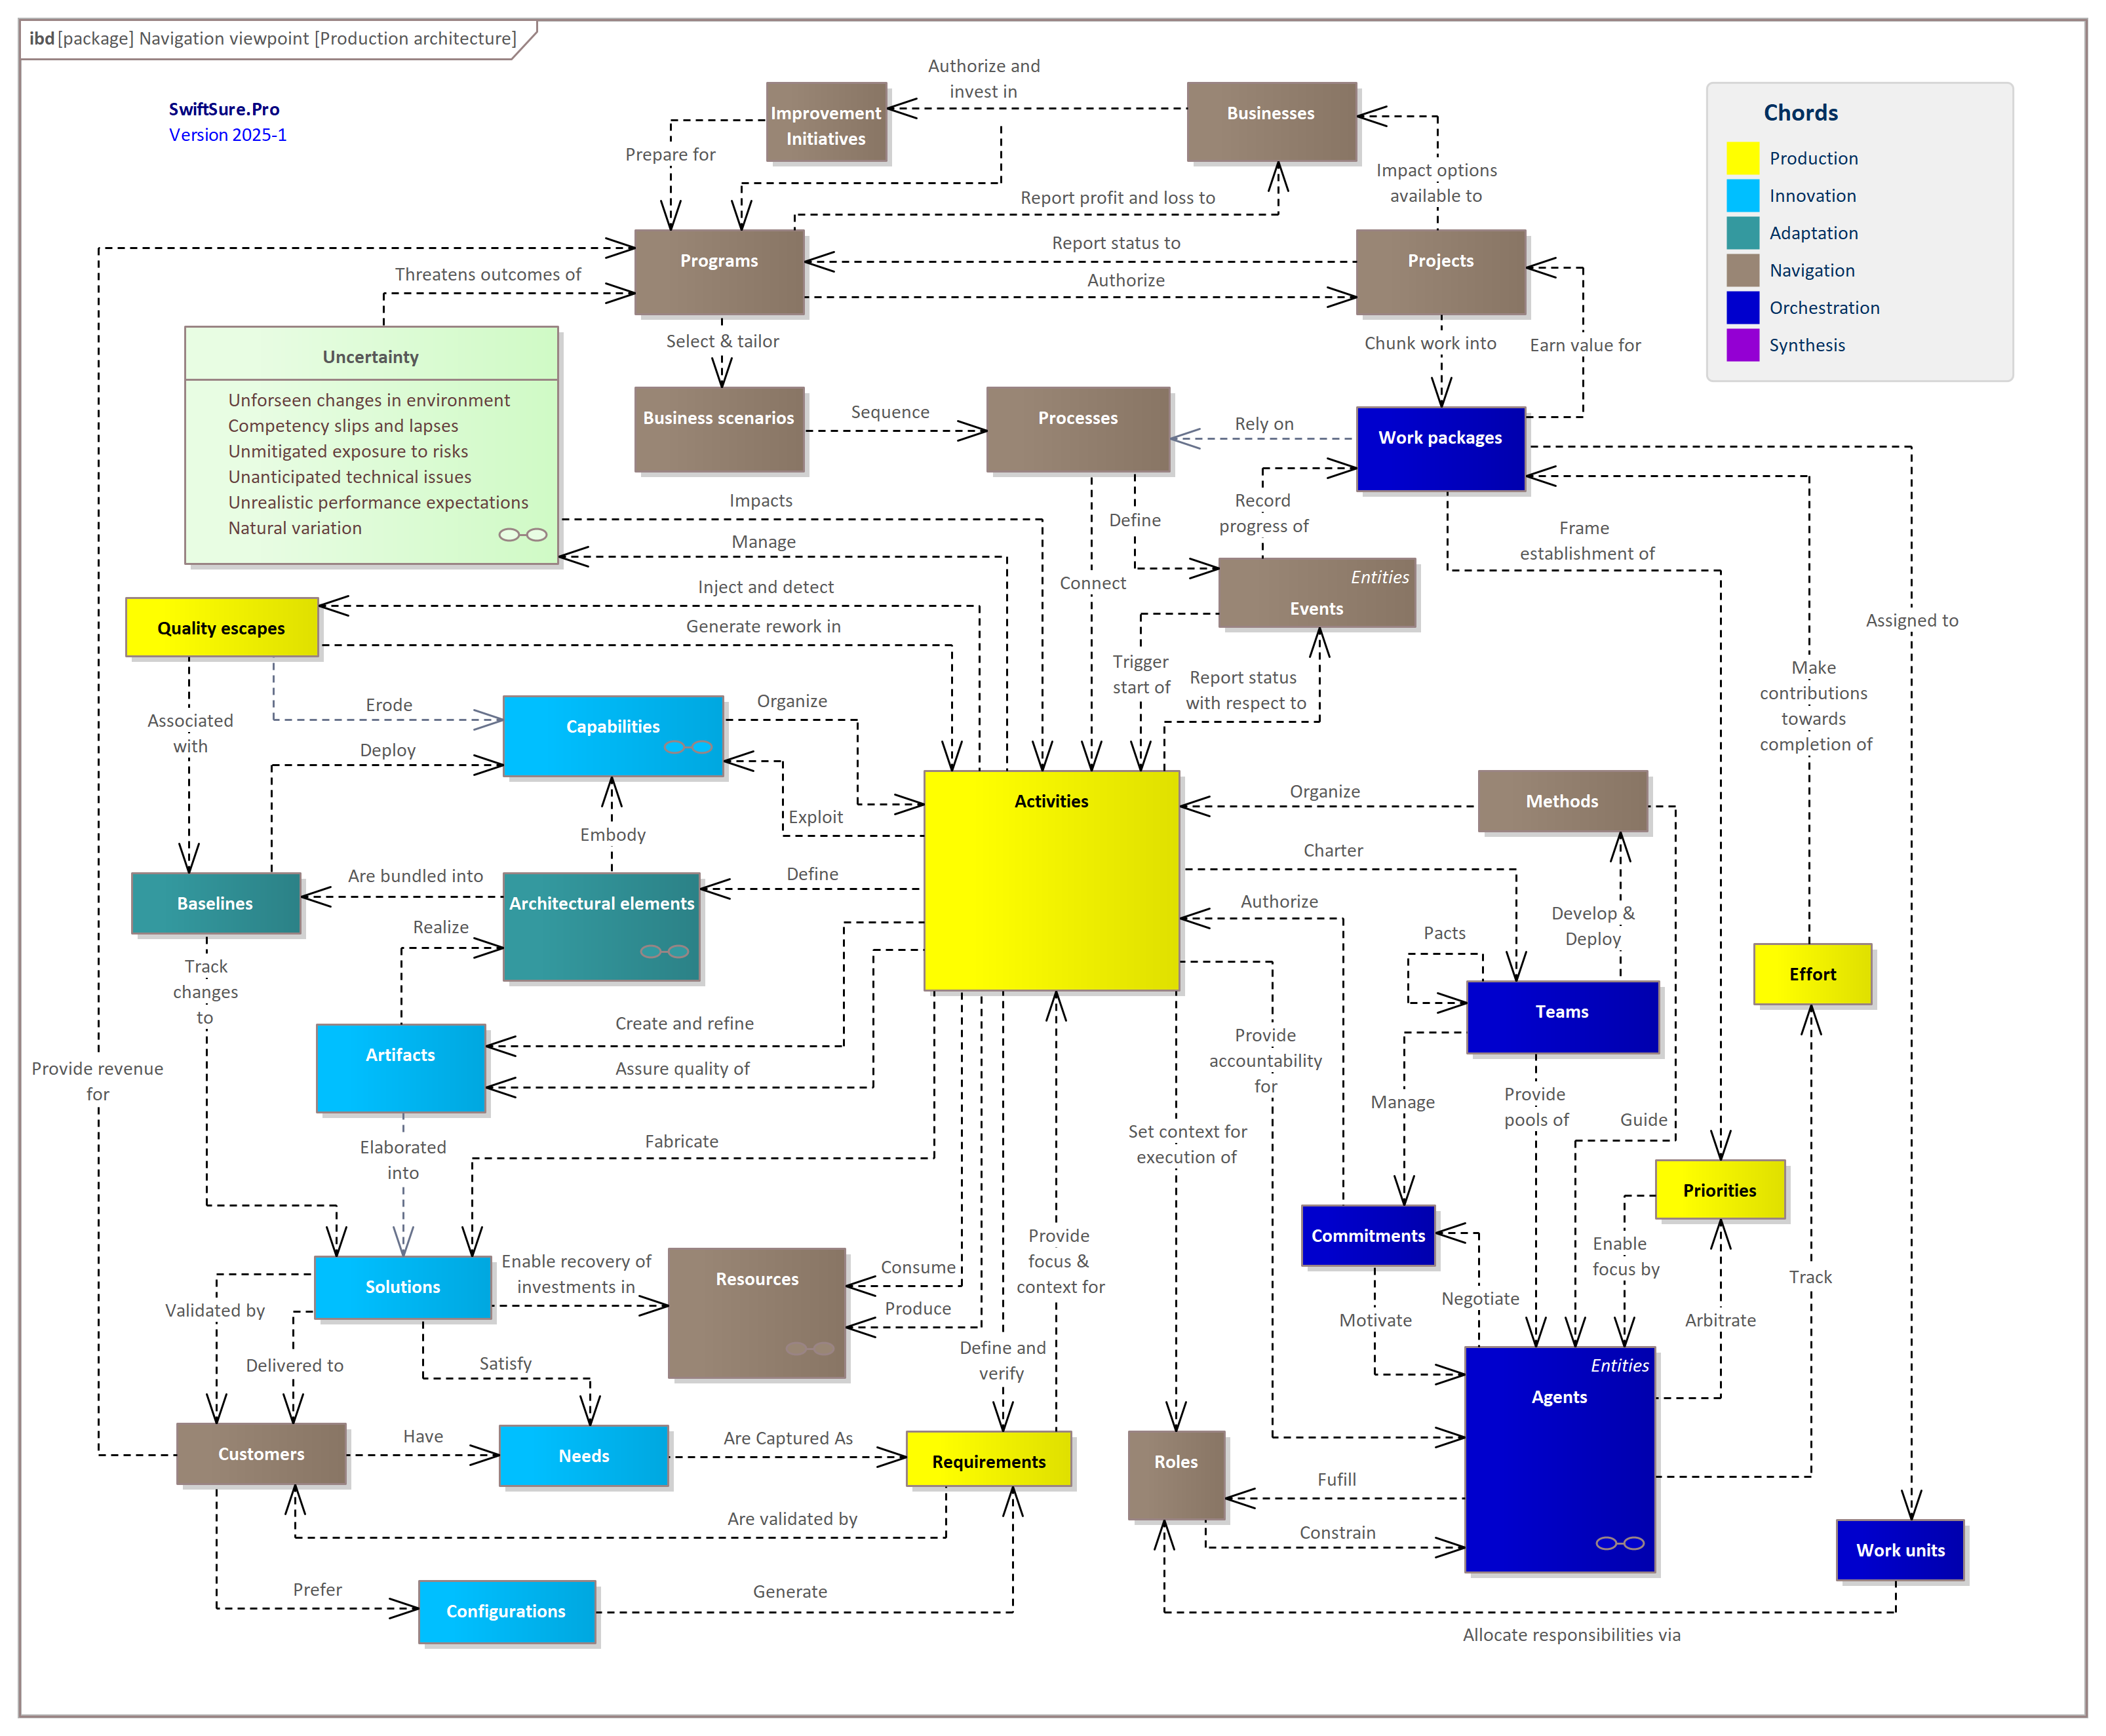 ibd [package] Navigation viewpoint [Production architecture]
SwiftSure.Pro
Version 2025-1
Authorize and
invest in
Improvement
Initiatives
Businesses
Chords
Production
Innovation
Adaptation
Navigation
Orchestration
Synthesis
Prepare for
Impact options
available to
Report profit and loss to
Programs
Report status to
Projects
Authorize
Threatens outcomes of
Select & tailor
Chunk work into
Earn value for
Uncertainty
Unforseen changes in environment
Competency slips and lapses
Unmitigated exposure to risks
Unanticipated technical issues
Unrealistic performance expectations
Natural variation
Business scenarios
Sequence
Processes
Rely on
Work packages
Impacts
Manage
Define
Record
progress of
Frame
establishment of
Connect
Entities
Events
Inject and detect
Generate rework in
Quality escapes
Assigned to
Trigger
start of
Report status
with respect to
Make
contributions
towards
completion of
Associated
with
Erode
Deploy
Capabilities
Organize
Exploit
Embody
Activities
Organize
Methods
Charter
Define
Are bundled into
Baselines
Architectural elements
Authorize
Develop &
Deploy
Pacts
Realize
Track
changes
to
Effort
Teams
Artifacts
Create and refine
Assure quality of
Provide
accountability
for
Provide revenue
for
Manage
Provide
pools of
Guide
Elaborated
into
Fabricate
Set context for
execution of
Priorities
Commitments
Solutions
Enable recovery of
investments in
Resources
Consume
Produce
Provide
focus &
context for
Enable
focus by
Track
Validated by
Delivered to
Satisfy
Define and
verify
Motivate
Negotiate
Arbitrate
Entities
Agents
Customers
Have
Needs
Are Captured As
Requirements
Roles
Fufill
Constrain
Are validated by
Work units
Prefer
Configurations
Generate
Allocate responsibilities via